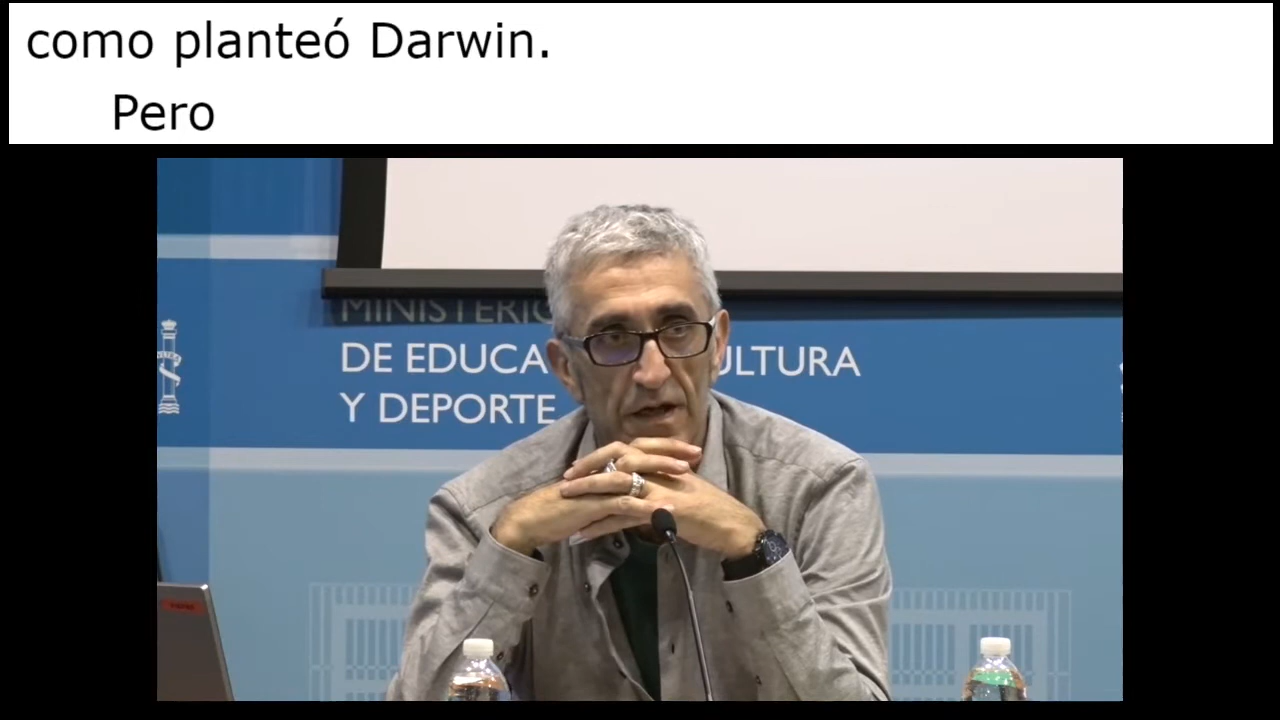 como planteó Darwin.
Pero
MINISTERIO
DE EDUCA ULTURA
Y DEPORTE